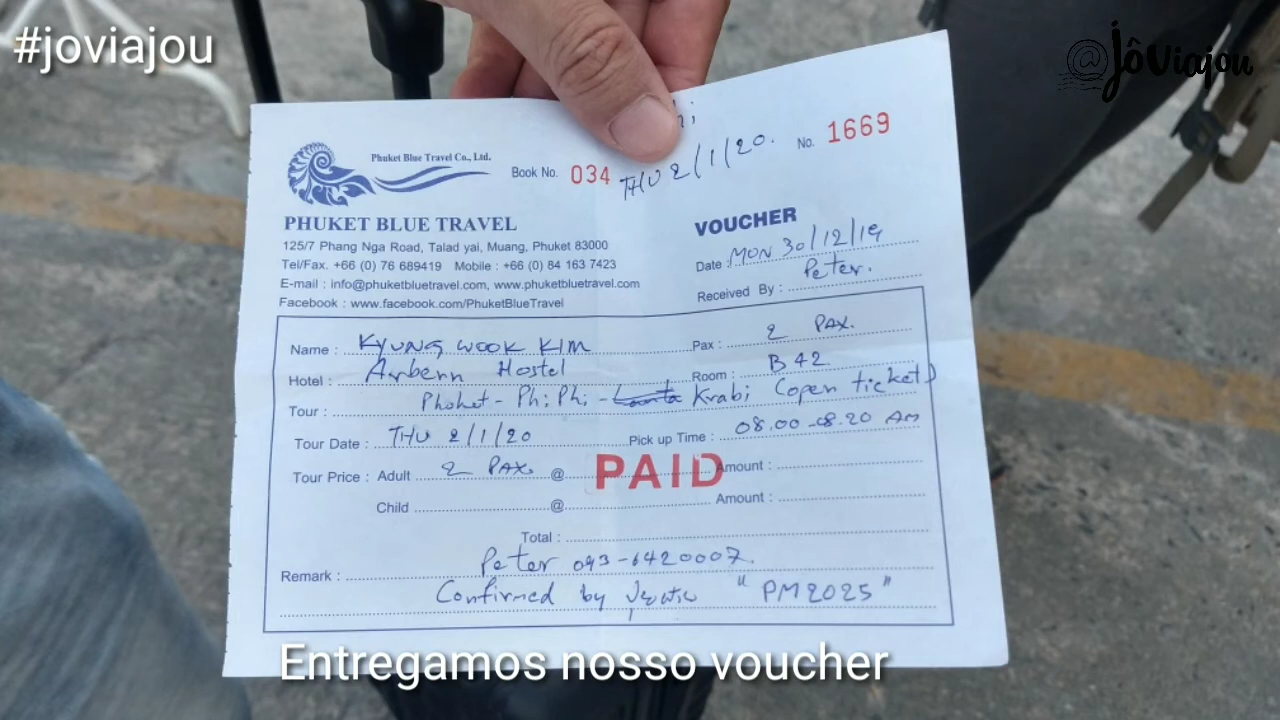 #joviajou
@jôviajou
Phuket Blue Travel Co., Ltd.
Book No. 034
THU 2/1/20.
No. 1669
PHUKET BLUE TRAVEL
125/7 Phang Nga Road, Talad yai, Muang, Phuket 83000
Tel/Fax. +66 (0) 76 689419 Mobile : +66 (0) 84 163 7423
E-mail : info@phuketbluetravel.com, www.phuketbluetravel.com
Facebook : www.facebook.com/PhuketBlueTravel
VOUCHER
Date : MON 30/12/19
Received By : Peter.
Name : KYUNG WOOK KIM
Pax : 2 PAX.
Hotel : Hostel
Room : B 42
Tour : Phuket - Phi Phi - Krabi (open ticket)
Tour Date : THU 2/1/20
Pick up Time : 08.00 - 08.20 AM
Tour Price : Adult 2 PAX. @ Amount :
PAID
Child @ Amount :
Total :
Remark : Peter 093-6420007.
Confirmed by "PM2025"
Entregamos nosso voucher